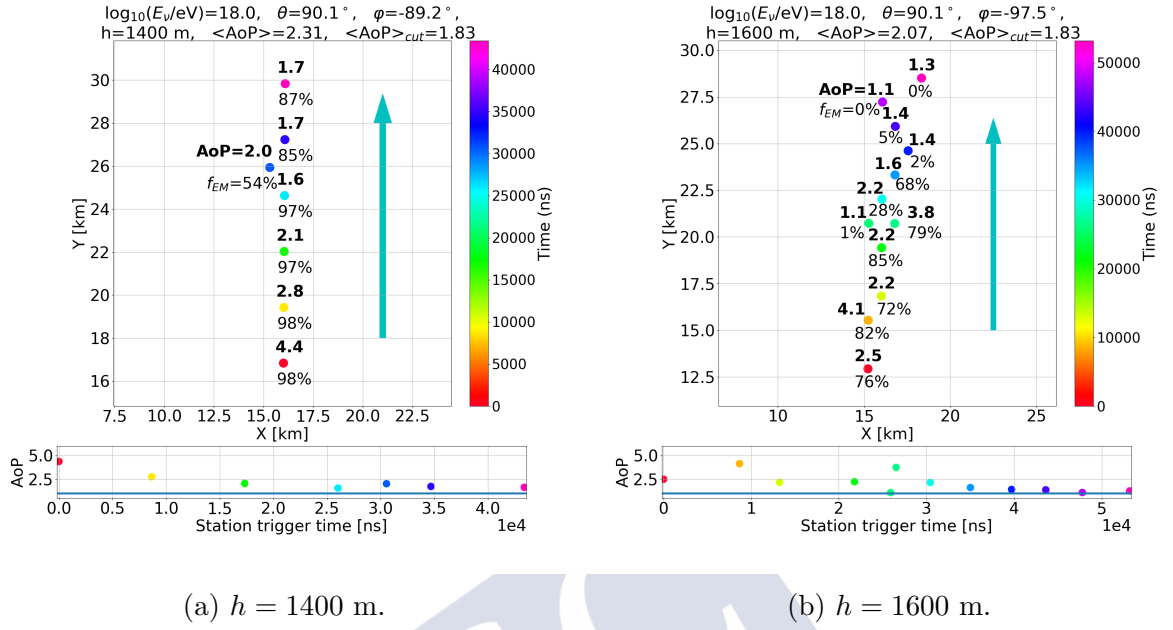 log₁₀(Eν/eV)=18.0, θ=90.1°, φ=-89.2°,
h=1400 m, <AoP>=2.31, <AoP>cut=1.83
Y [km]
30
28
26
24
22
20
18
16
1.7
87%
1.7
85%
AoP=2.0
fEM=54%
1.6
97%
2.1
97%
2.8
98%
4.4
98%
7.5 10.0 12.5 15.0 17.5 20.0 22.5
X [km]
40000
35000
30000
25000
20000
15000
10000
5000
0
Time (ns)
AoP
5.0
2.5
0.0 0.5 1.0 1.5 2.0 2.5 3.0 3.5 4.0
1e4
Station trigger time [ns]
(a) h = 1400 m.
log₁₀(Eν/eV)=18.0, θ=90.1°, φ=-97.5°,
h=1600 m, <AoP>=2.07, <AoP>cut=1.83
Y [km]
30.0
27.5
25.0
22.5
20.0
17.5
15.0
12.5
1.3
0%
AoP=1.1
fEM=0%
1.4
5%
1.4
2%
1.6
68%
2.2
28%
1.1
1%
3.8
79%
2.2
85%
2.2
72%
4.1
82%
2.5
76%
10 15 20 25
X [km]
50000
40000
30000
20000
10000
0
Time (ns)
AoP
5.0
2.5
0 1 2 3 4 5
1e4
Station trigger time [ns]
(b) h = 1600 m.